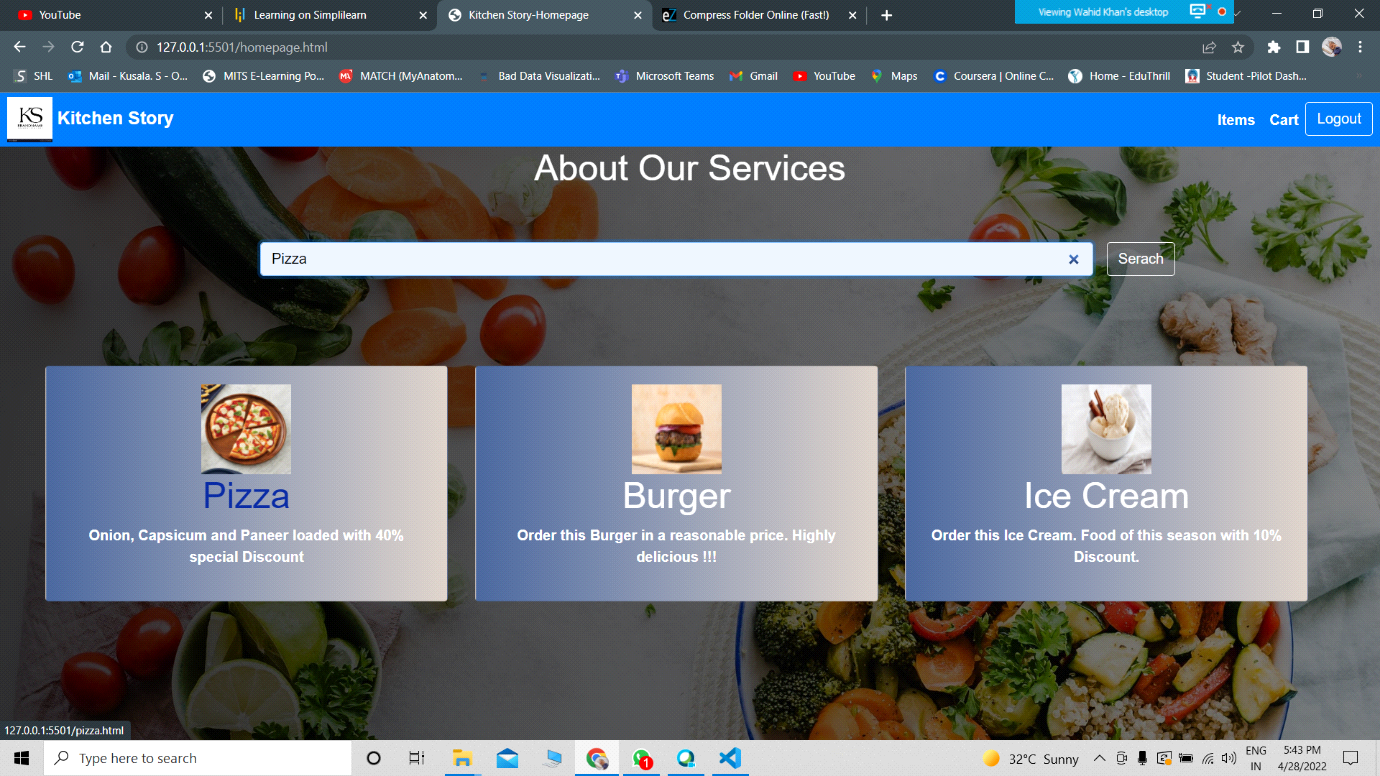 YouTube
Learning on Simplilearn
Kitchen Story-Homepage
eZ
Compress Folder Online (Fast!)
Viewing Wahid Khan's desktop
127.0.0.1:5501/homepage.html
S SHL
Mail - Kusala. S - O...
MITS E-Learning Po...
MATCH (MyAnatom...
Bad Data Visualizati...
Microsoft Teams
Gmail
YouTube
Maps
C Coursera | Online C...
Home - EduThrill
Student -Pilot Dash...
KS
Kitchen Story
Items
Cart
Logout
About Our Services
Pizza
Serach
Pizza
Onion, Capsicum and Paneer loaded with 40%
special Discount
Burger
Order this Burger in a reasonable price. Highly
delicious !!!
Ice Cream
Order this Ice Cream. Food of this season with 10%
Discount.
127.0.0.1:5501/pizza.html
Type here to search
1
32°C Sunny
ENG
IN
5:43 PM
4/28/2022